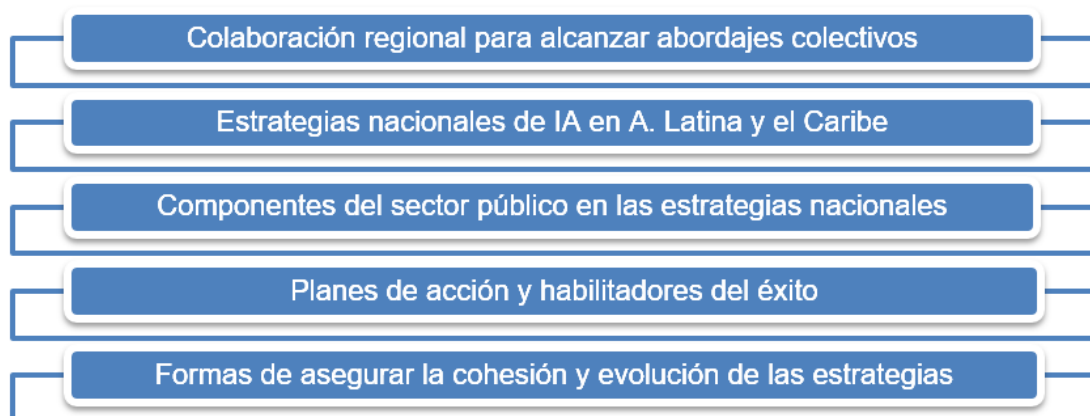 Colaboración regional para alcanzar abordajes colectivos
Estrategias nacionales de IA en A. Latina y el Caribe
Componentes del sector público en las estrategias nacionales
Planes de acción y habilitadores del éxito
Formas de asegurar la cohesión y evolución de las estrategias